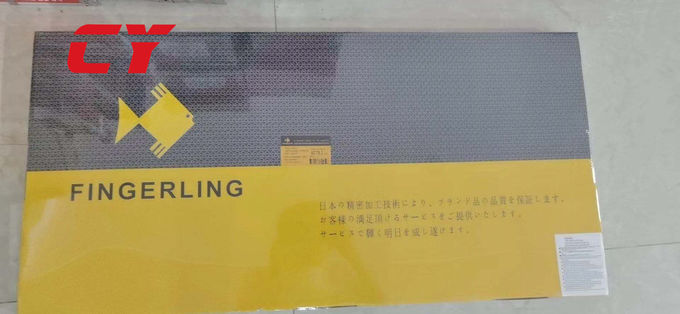 CY
FINGERLING
日本の精密加工技術により、ブランド品の品質を保証します。
お客様の満足頂けるサービスをご提供いたします。
サービスで輝く明日を成し遂げます。